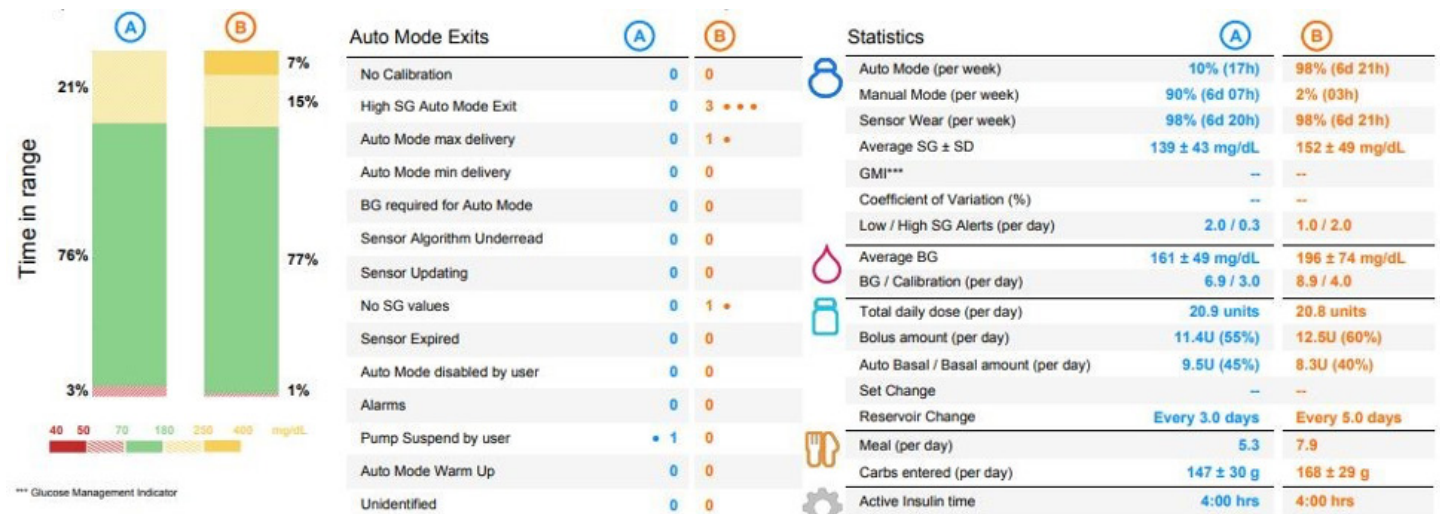 A B
7%
21%
15%
Time in range
76%
77%
3%
1%
40 50 70 180 250 400 mg/dL
*** Glucose Management Indicator
Auto Mode Exits A B
No Calibration 0 0
High SG Auto Mode Exit 0 3
Auto Mode max delivery 0 1
Auto Mode min delivery 0 0
BG required for Auto Mode 0 0
Sensor Algorithm Underread 0 0
Sensor Updating 0 0
No SG values 0 1
Sensor Expired 0 0
Auto Mode disabled by user 0 0
Alarms 0 0
Pump Suspend by user 1 0
Auto Mode Warm Up 0 0
Unidentified 0 0
Statistics A B
Auto Mode (per week) 10% (17h) 98% (6d 21h)
Manual Mode (per week) 90% (6d 07h) 2% (03h)
Sensor Wear (per week) 98% (6d 20h) 98% (6d 21h)
Average SG ± SD 139 ± 43 mg/dL 152 ± 49 mg/dL
GMI*** -- --
Coefficient of Variation (%) -- --
Low / High SG Alerts (per day) 2.0 / 0.3 1.0 / 2.0
Average BG 161 ± 49 mg/dL 196 ± 74 mg/dL
BG / Calibration (per day) 6.9 / 3.0 8.9 / 4.0
Total daily dose (per day) 20.9 units 20.8 units
Bolus amount (per day) 11.4U (55%) 12.5U (60%)
Auto Basal / Basal amount (per day) 9.5U (45%) 8.3U (40%)
Set Change -- --
Reservoir Change Every 3.0 days Every 5.0 days
Meal (per day) 5.3 7.9
Carbs entered (per day) 147 ± 30 g 168 ± 29 g
Active Insulin time 4:00 hrs 4:00 hrs